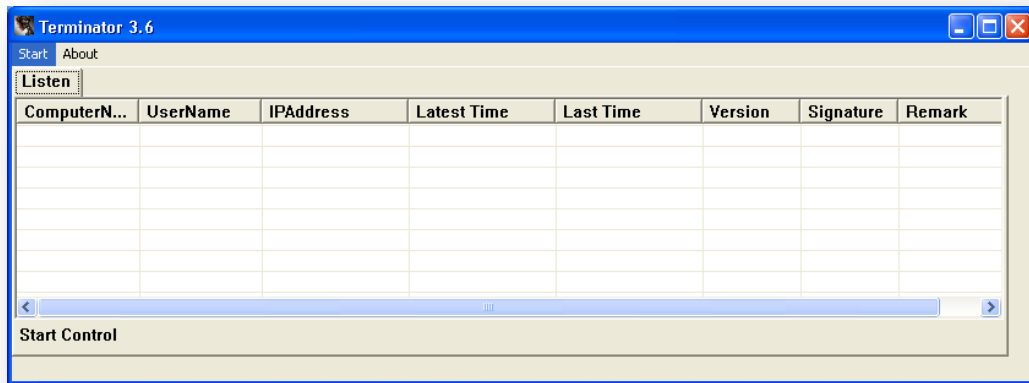 Terminator 3.6
Start About
Listen
ComputerN... UserName IPAddress Latest Time Last Time Version Signature Remark
Start Control